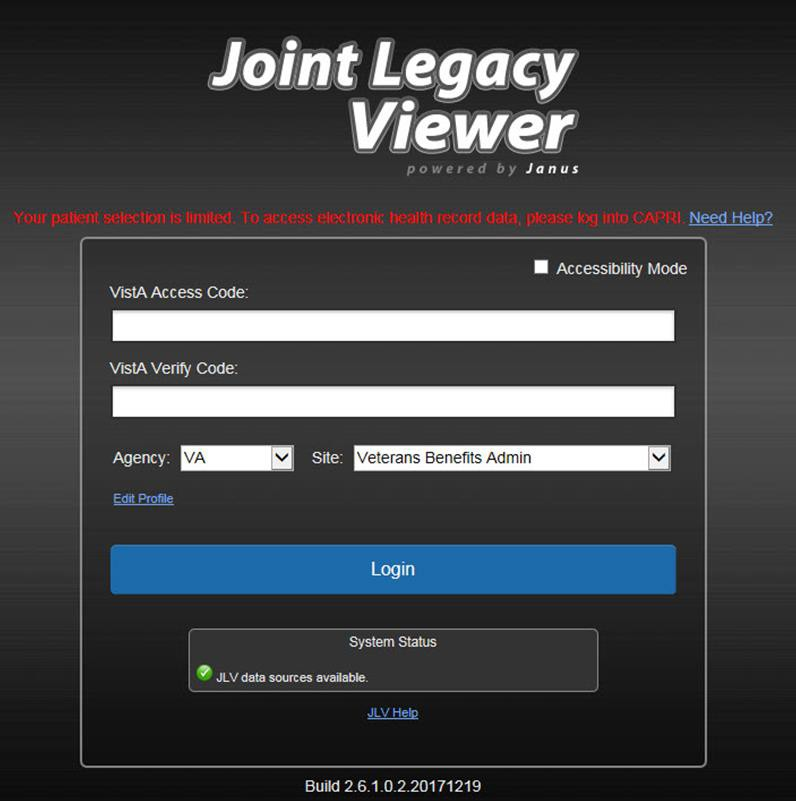 Joint Legacy
Viewer
powered by Janus
Your patient selection is limited. To access electronic health record data, please log into CAPRI. Need Help?
Accessibility Mode
VistA Access Code:
VistA Verify Code:
Agency: VA Site: Veterans Benefits Admin
Edit Profile
Login
System Status
JLV data sources available.
JLV Help
Build 2.6.1.0.2.20171219